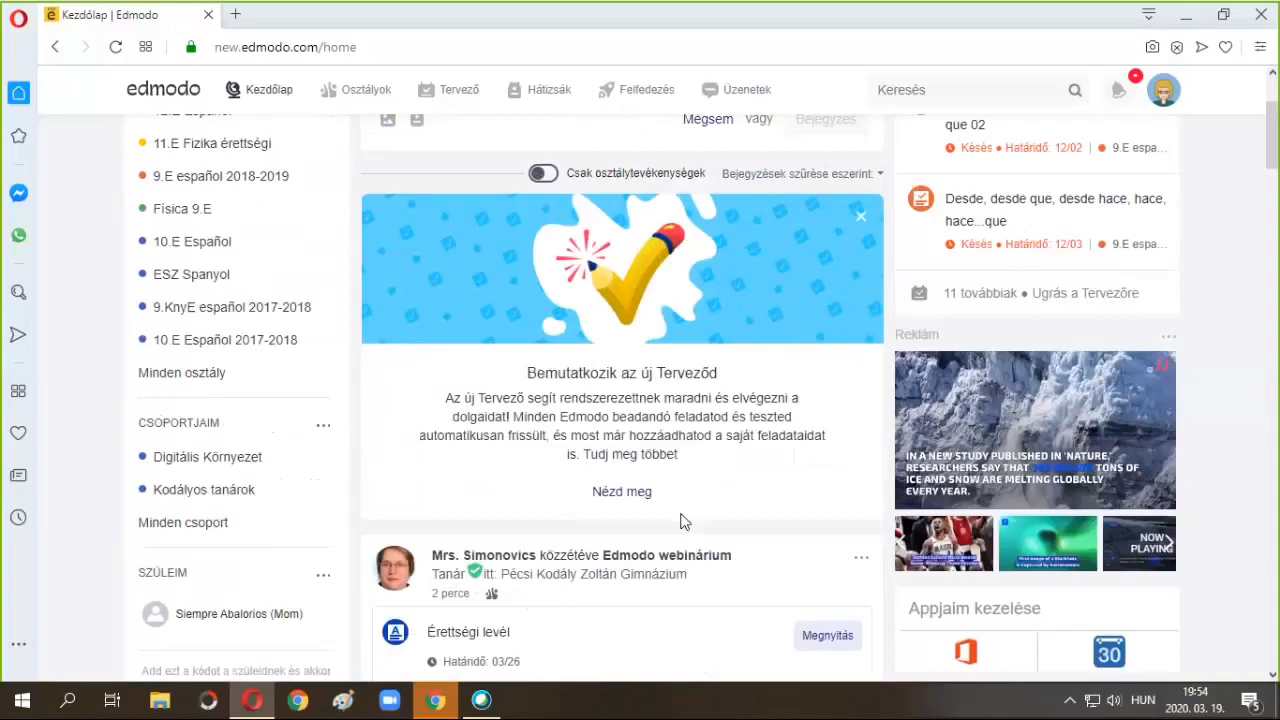 Kezdőlap | Edmodo
new.edmodo.com/home
edmodo
Kezdőlap
Osztályok
Tervező
Hátizsák
Felfedezés
Üzenetek
Keresés
11.E Fizika érettségi
9.E español 2018-2019
Física 9.E
10.E Español
ESZ Spanyol
9.KnyE español 2017-2018
10.E Español 2017-2018
Minden osztály
CSOPORTJAIM
Digitális Környezet
Kodályos tanárok
Minden csoport
SZÜLEIM
Siempre Abalorios (Mom)
Add ezt a kódot a szüleidnek és akkor
Mégsem vagy Bejegyzés
Csak osztálytevékenységek
Bejegyzések szűrése eszerint:
Bemutatkozik az új Terveződ
Az új Tervező segít rendszerezettnek maradni és elvégezni a
dolgaidat! Minden Edmodo beadandó feladatod és teszted
automatikusan frissült, és most már hozzáadhatod a saját feladataidat
is. Tudj meg többet
Nézd meg
Mrs. Simonovics közzétéve Edmodo webinárium
Tanár itt: Pécsi Kodály Zoltán Gimnázium
2 perce
Érettségi levél
Megnyitás
Határidő: 03/26
que 02
Késés ● Határidő: 12/02 | ● 9.E espa...
Desde, desde que, desde hace, hace,
hace...que
Késés ● Határidő: 12/03 | ● 9.E espa...
11 továbbiak ● Ugrás a Tervezőre
Reklám
IN A NEW STUDY PUBLISHED IN 'NATURE,
RESEARCHERS SAY THAT TONS OF
ICE AND SNOW ARE MELTING GLOBALLY
EVERY YEAR.
NOW
PLAYING
Appjaim kezelése
30
HUN
19:54
2020. 03. 19.
5